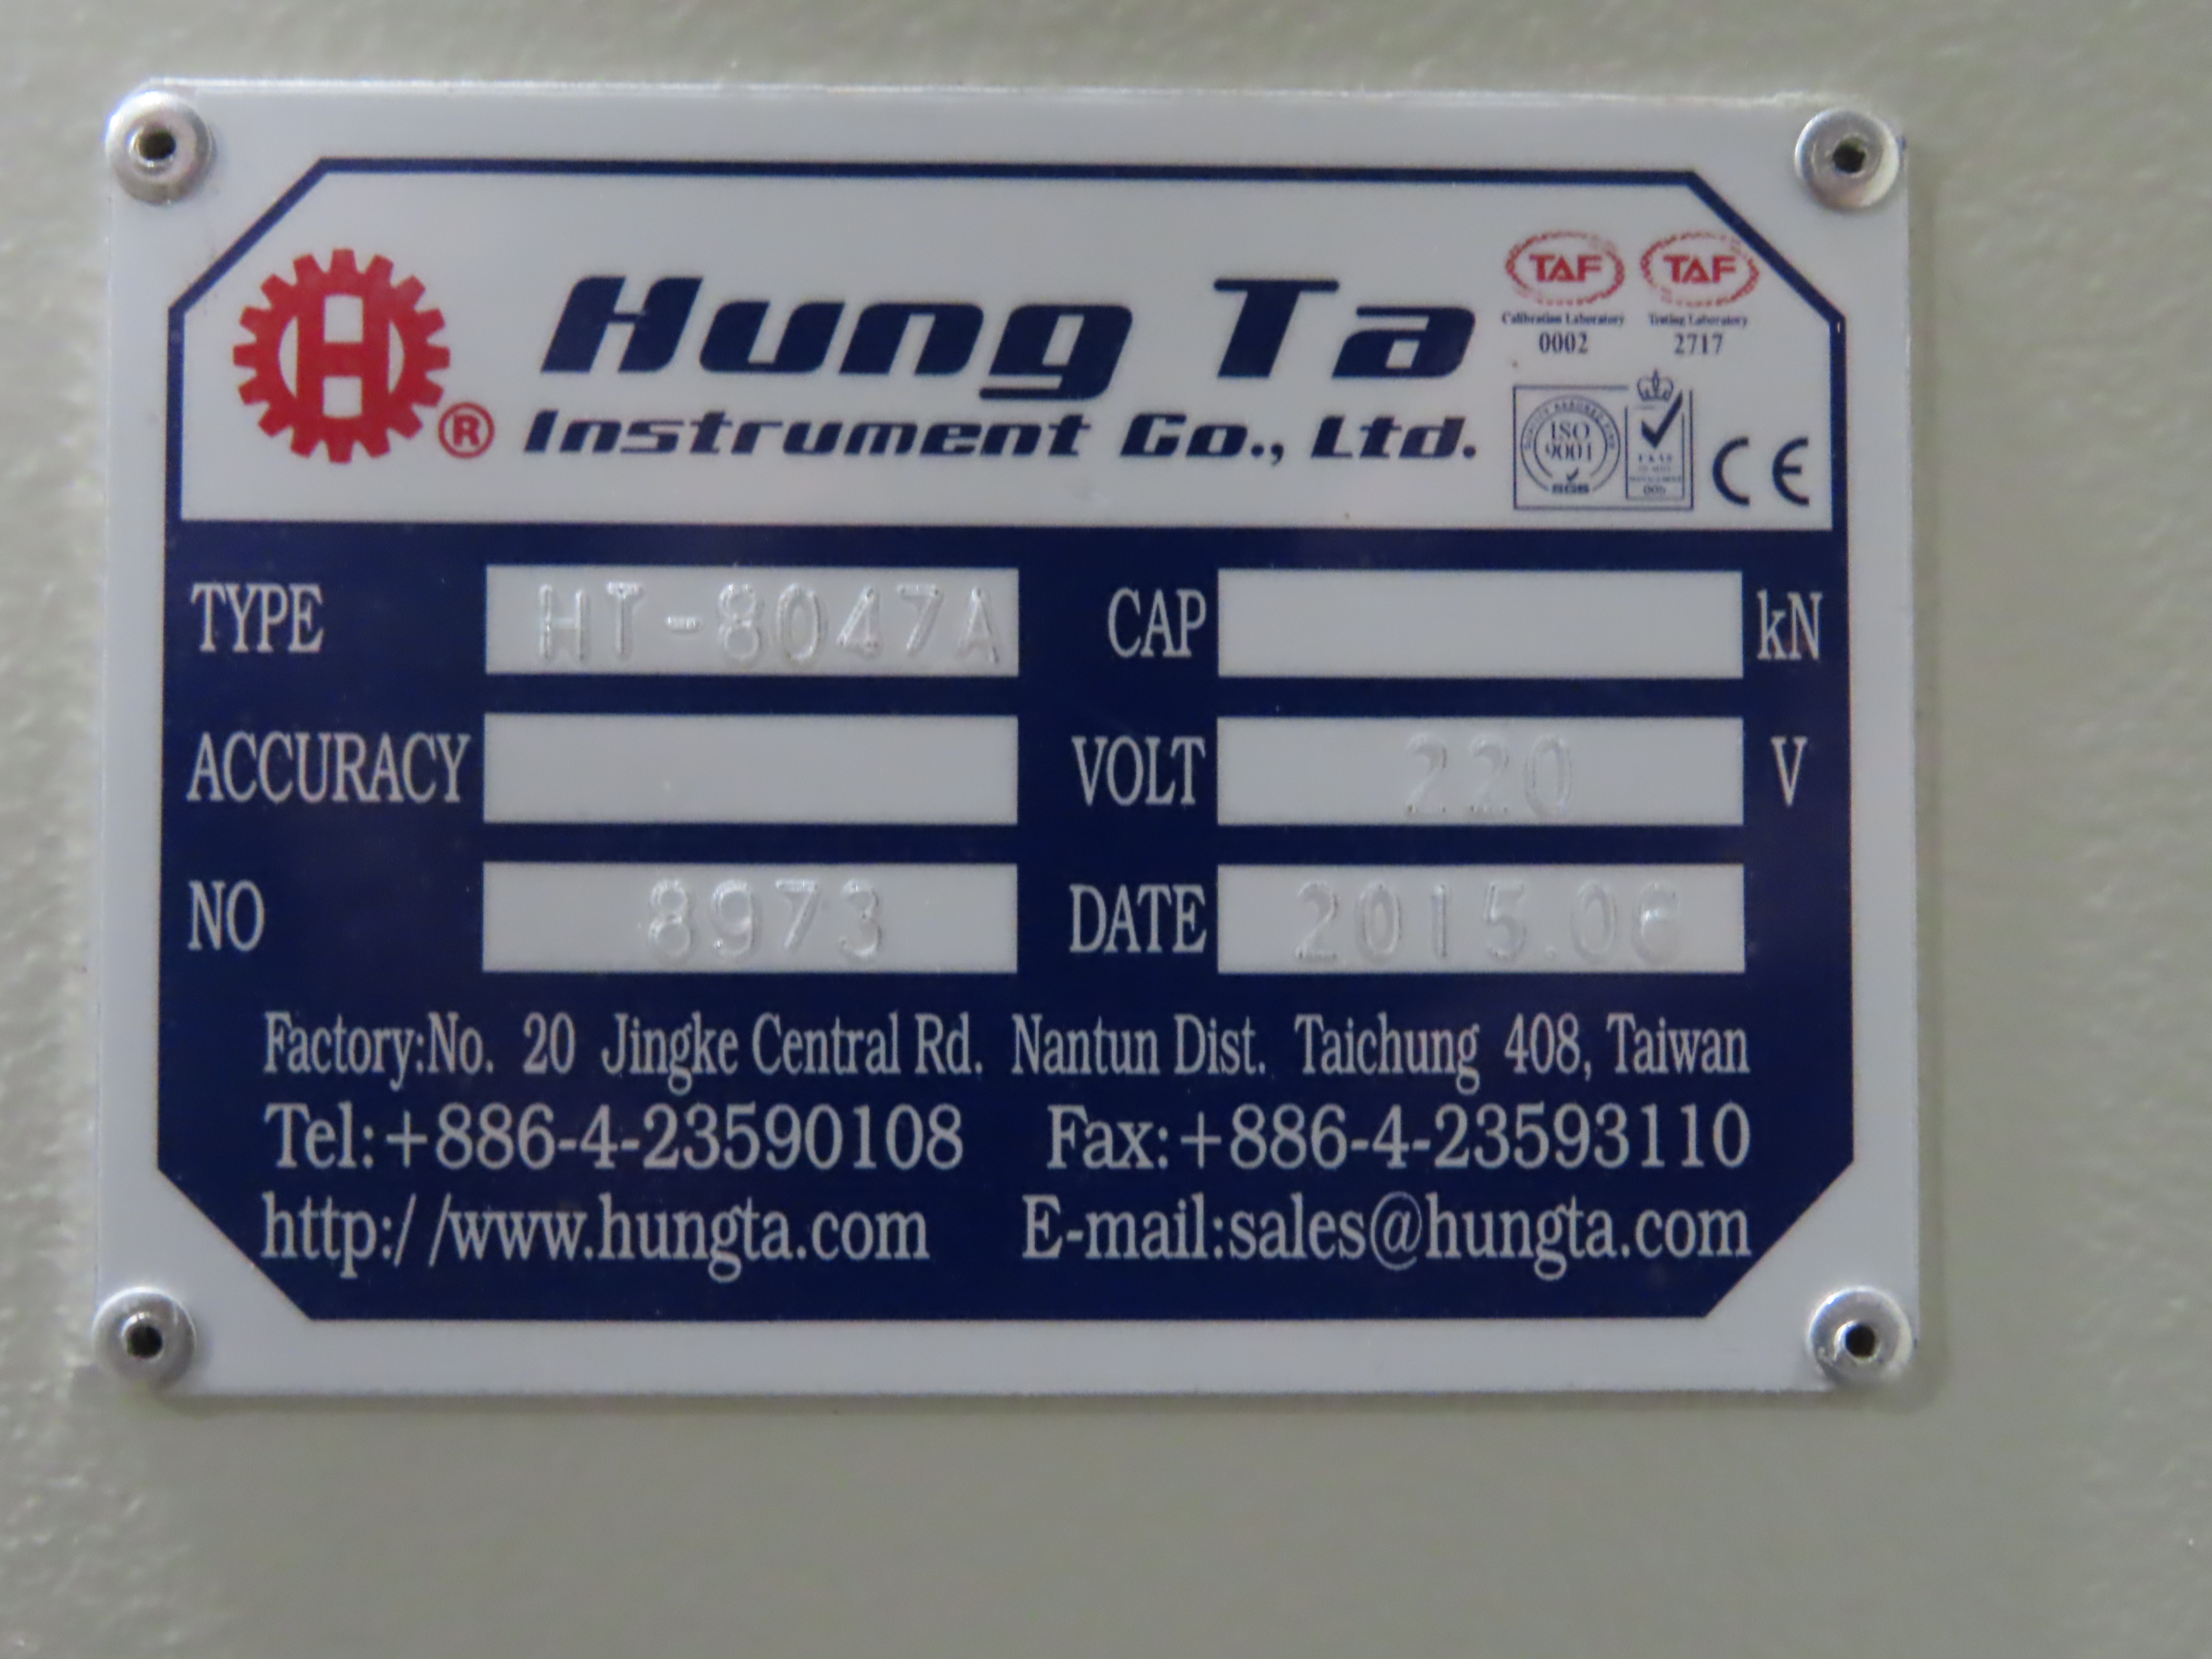 H ® Hung Ta
Instrument Co., Ltd.
TAF TAF
Calibration Laboratory Testing Laboratory
0002 2717
ISO
9001
SGS
005
CE
TYPE HT-8047A CAP kN
ACCURACY VOLT 220 V
NO 8973 DATE 2015.06
Factory:No. 20 Jingke Central Rd. Nantun Dist. Taichung 408, Taiwan
Tel:+886-4-23590108 Fax:+886-4-23593110
http://www.hungta.com E-mail:sales@hungta.com